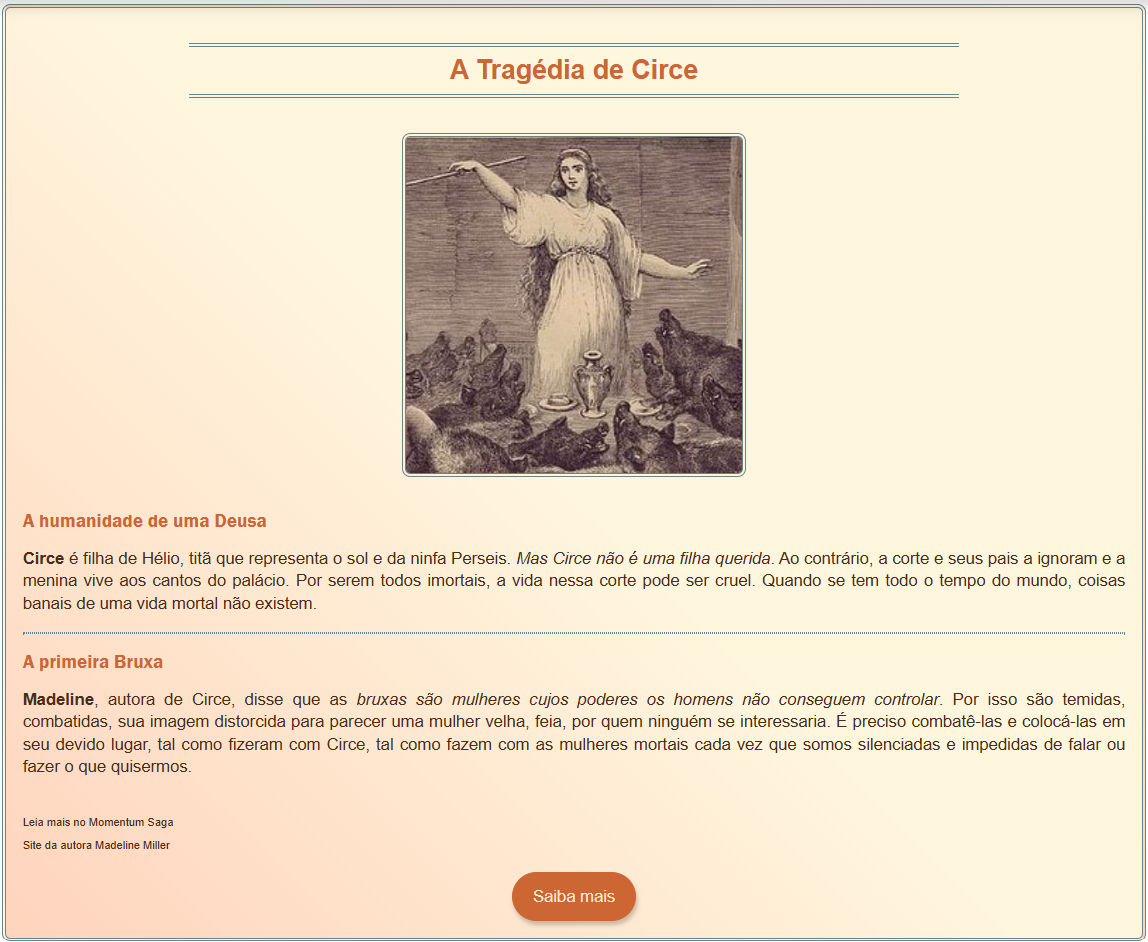 A Tragédia de Circe
A humanidade de uma Deusa
Circe é filha de Hélio, titã que representa o sol e da ninfa Perseis. Mas Circe não é uma filha querida. Ao contrário, a corte e seus pais a ignoram e a
menina vive aos cantos do palácio. Por serem todos imortais, a vida nessa corte pode ser cruel. Quando se tem todo o tempo do mundo, coisas
banais de uma vida mortal não existem.
A primeira Bruxa
Madeline, autora de Circe, disse que as bruxas são mulheres cujos poderes os homens não conseguem controlar. Por isso são temidas,
combatidas, sua imagem distorcida para parecer uma mulher velha, feia, por quem ninguém se interessaria. É preciso combatê-las e colocá-las em
seu devido lugar, tal como fizeram com Circe, tal como fazem com as mulheres mortais cada vez que somos silenciadas e impedidas de falar ou
fazer o que quisermos.
Leia mais no Momentum Saga
Site da autora Madeline Miller
Saiba mais